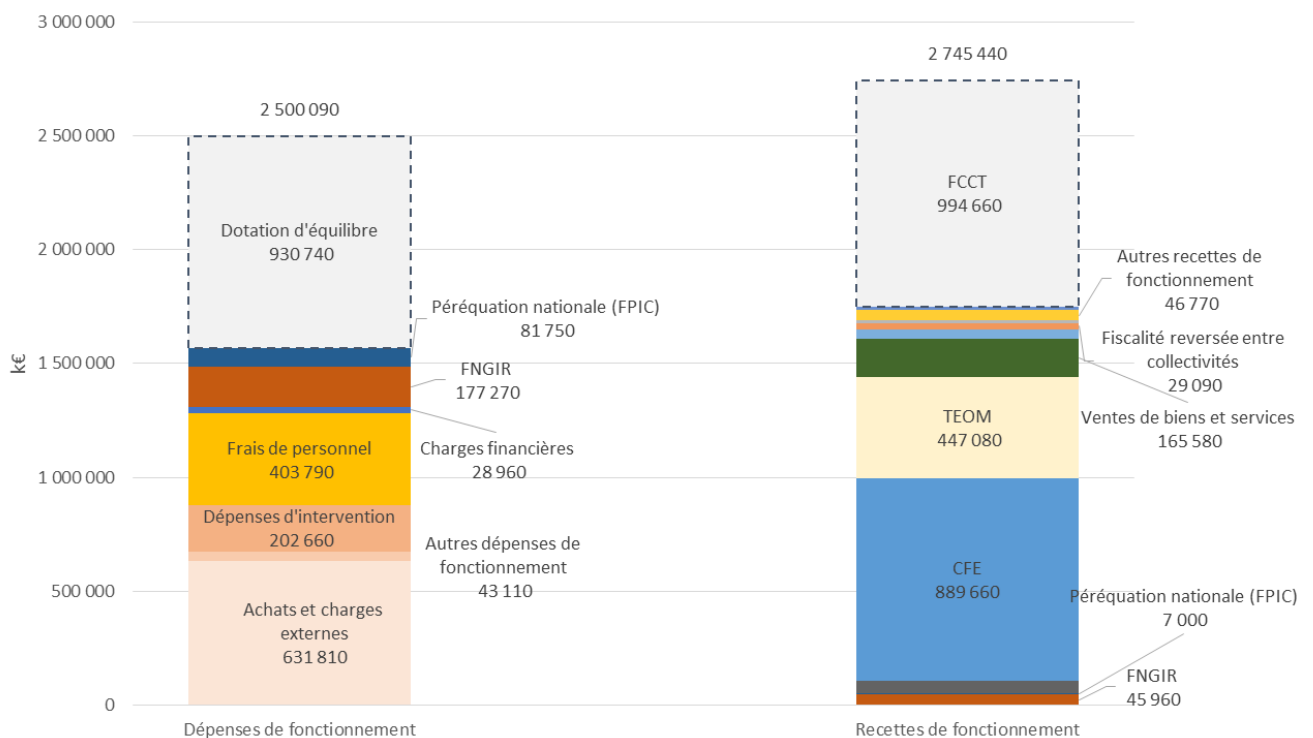 3 000 000
2 500 000
2 000 000
1 500 000
1 000 000
500 000
0
k€
2 500 090
Dotation d'équilibre
930 740
Péréquation nationale (FPIC)
81 750
FNGIR
177 270
Charges financières
28 960
Frais de personnel
403 790
Dépenses d'intervention
202 660
Autres dépenses de
fonctionnement
43 110
Achats et charges
externes
631 810
Dépenses de fonctionnement
2 745 440
FCCT
994 660
Autres recettes de
fonctionnement
46 770
Fiscalité reversée entre
collectivités
29 090
Ventes de biens et services
165 580
TEOM
447 080
CFE
889 660
Péréquation nationale (FPIC)
7 000
FNGIR
45 960
Recettes de fonctionnement